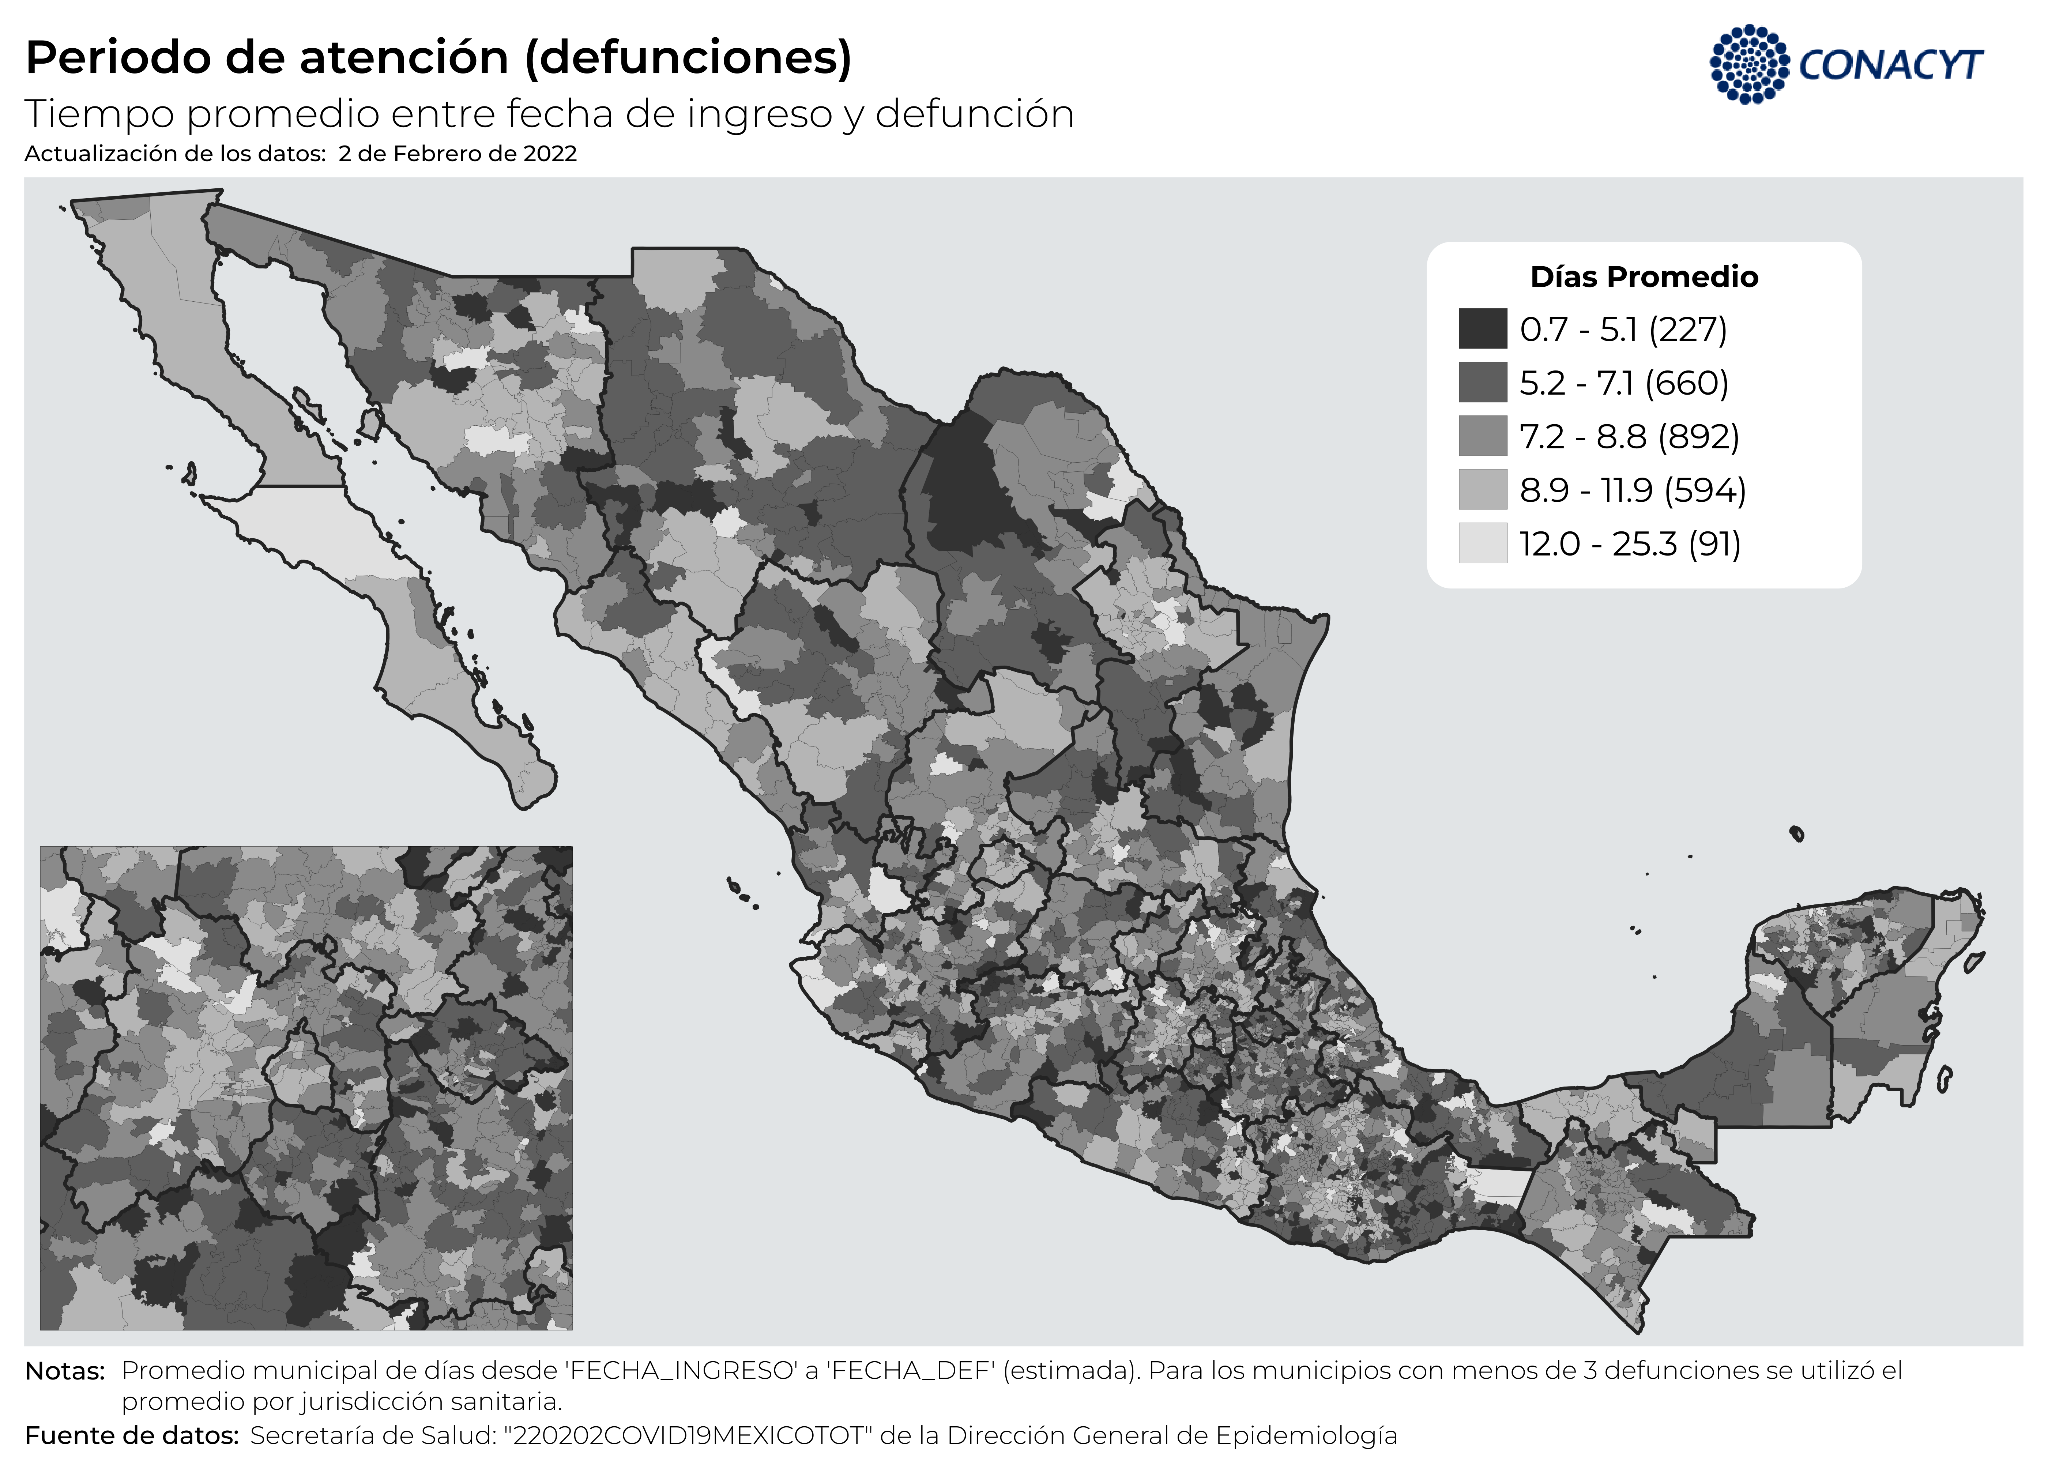 Periodo de atención (defunciones)
CONACYT
Tiempo promedio entre fecha de ingreso y defunción
Actualización de los datos: 2 de Febrero de 2022
Días Promedio
0.7 - 5.1 (227)
5.2 - 7.1 (660)
7.2 - 8.8 (892)
8.9 - 11.9 (594)
12.0 - 25.3 (91)
Notas: Promedio municipal de días desde 'FECHA_INGRESO' a 'FECHA_DEF' (estimada). Para los municipios con menos de 3 defunciones se utilizó el
promedio por jurisdicción sanitaria.
Fuente de datos: Secretaría de Salud: "220202COVID19MEXICOTOT" de la Dirección General de Epidemiología